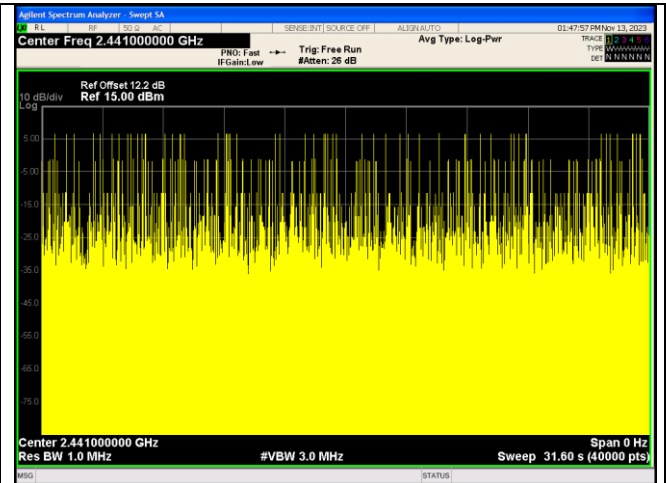 Agilent Spectrum Analyzer - Swept SA
RL RF 50 Ω AC SENSE:INT SOURCE OFF ALIGN AUTO 01:47:57 PM Nov 13, 2023
Center Freq 2.441000000 GHz
PNO: Fast
IFGain:Low
Trig: Free Run
#Atten: 26 dB
Avg Type: Log-Pwr
TRACE 1 2 3 4 5 6
TYPE WWWWWW
DET N N N N N N
Ref Offset 12.2 dB
10 dB/div Ref 15.00 dBm
Log
5.00
-5.00
-15.0
-25.0
-35.0
-45.0
-55.0
-65.0
-75.0
Center 2.441000000 GHz Span 0 Hz
Res BW 1.0 MHz #VBW 3.0 MHz Sweep 31.60 s (40000 pts)
MSG STATUS